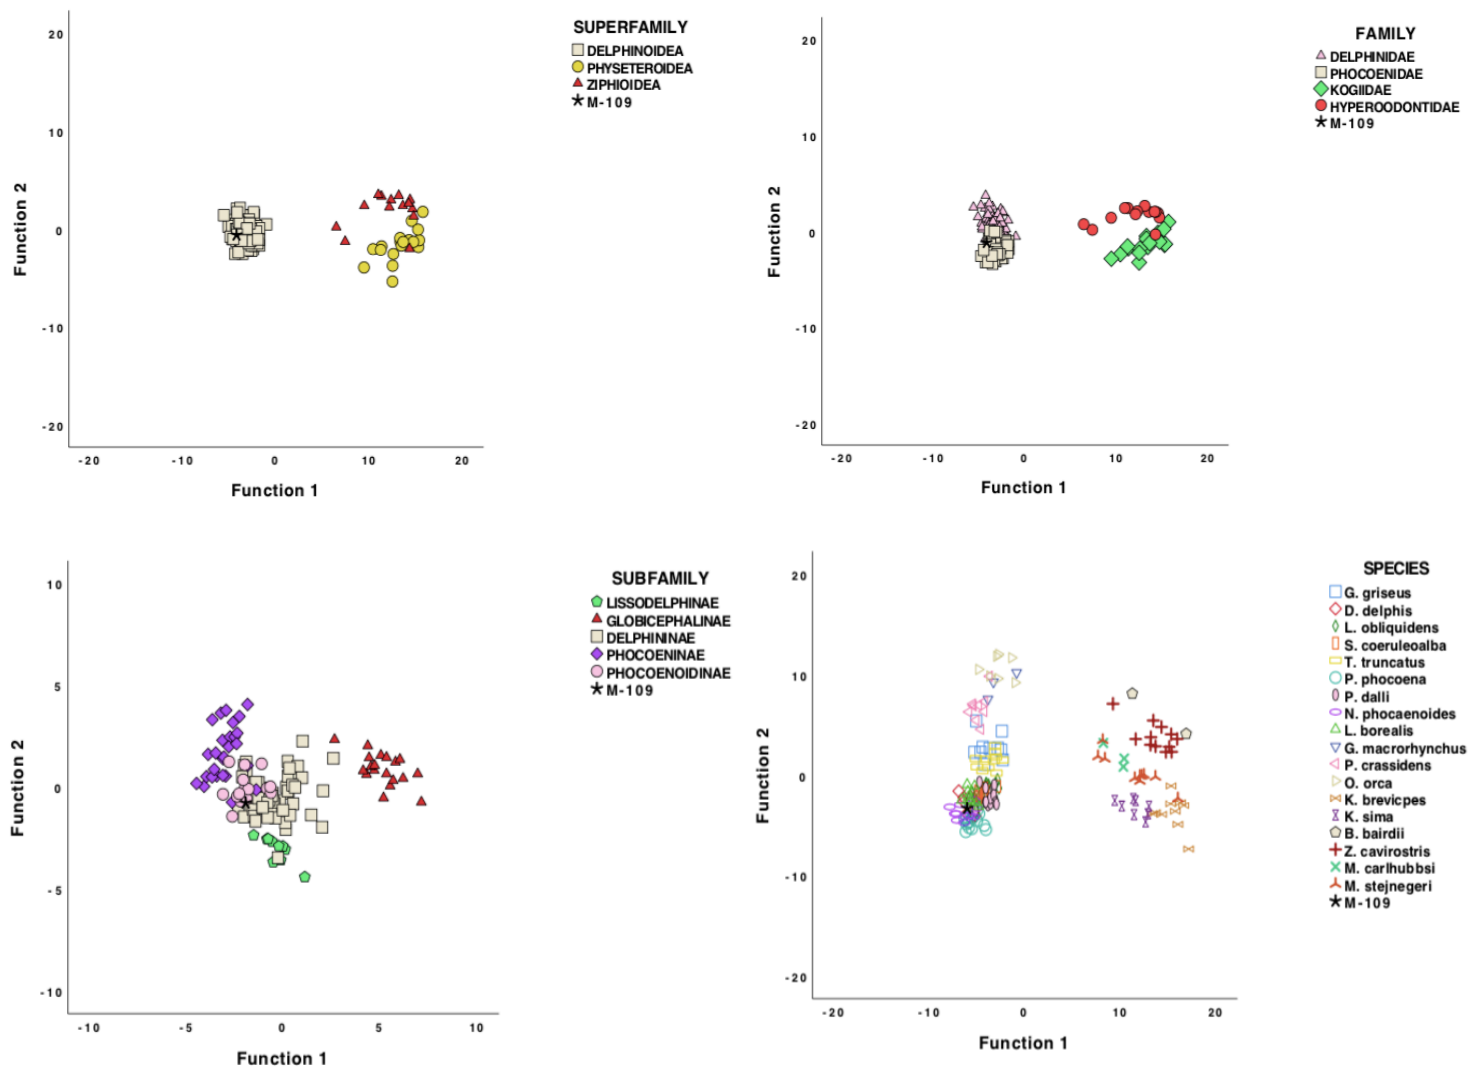 SUPERFAMILY
DELPHINOIDEA
PHYSETEROIDEA
ZIPHIOIDEA
M-109
20
10
0
-10
-20
Function 2
-20 -10 0 10 20
Function 1
FAMILY
DELPHINIDAE
PHOCOENIDAE
KOGIIDAE
HYPEROODONTIDAE
M-109
20
10
0
-10
-20
Function 2
-20 -10 0 10 20
Function 1
SUBFAMILY
LISSODELPHINAE
GLOBICEPHALINAE
DELPHININAE
PHOCOENINAE
PHOCOENOIDINAE
M-109
10
5
0
-5
-10
Function 2
-10 -5 0 5 10
Function 1
SPECIES
G. griseus
D. delphis
L. obliquidens
S. coeruleoalba
T. truncatus
P. phocoena
P. dalli
N. phocaenoides
L. borealis
G. macrorhynchus
P. crassidens
O. orca
K. brevicpes
K. sima
B. bairdii
Z. cavirostris
M. carlhubbsi
M. stejnegeri
M-109
20
10
0
-10
-20
Function 2
-20 -10 0 10 20
Function 1